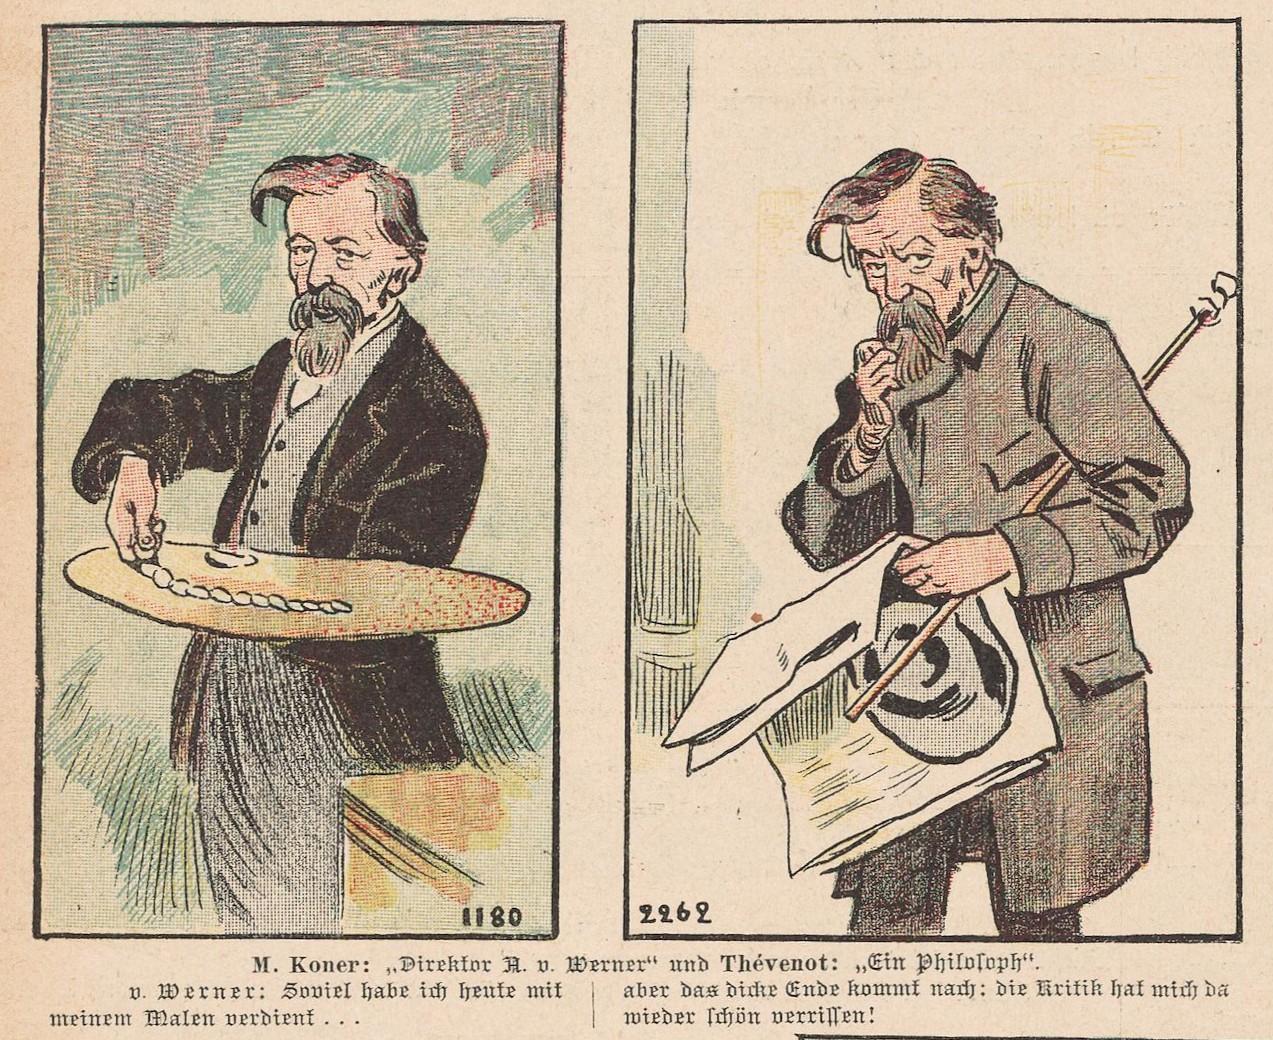 1180
2262
M. Koner: „Direktor A. v. Werner“ und Thévenot: „Ein Philoſoph“.
v. Werner: Soviel habe ich heute mit
meinem Malen verdient . . .
aber das dicke Ende kommt nach: die Kritik hat mich da
wieder ſchön verriſſen!